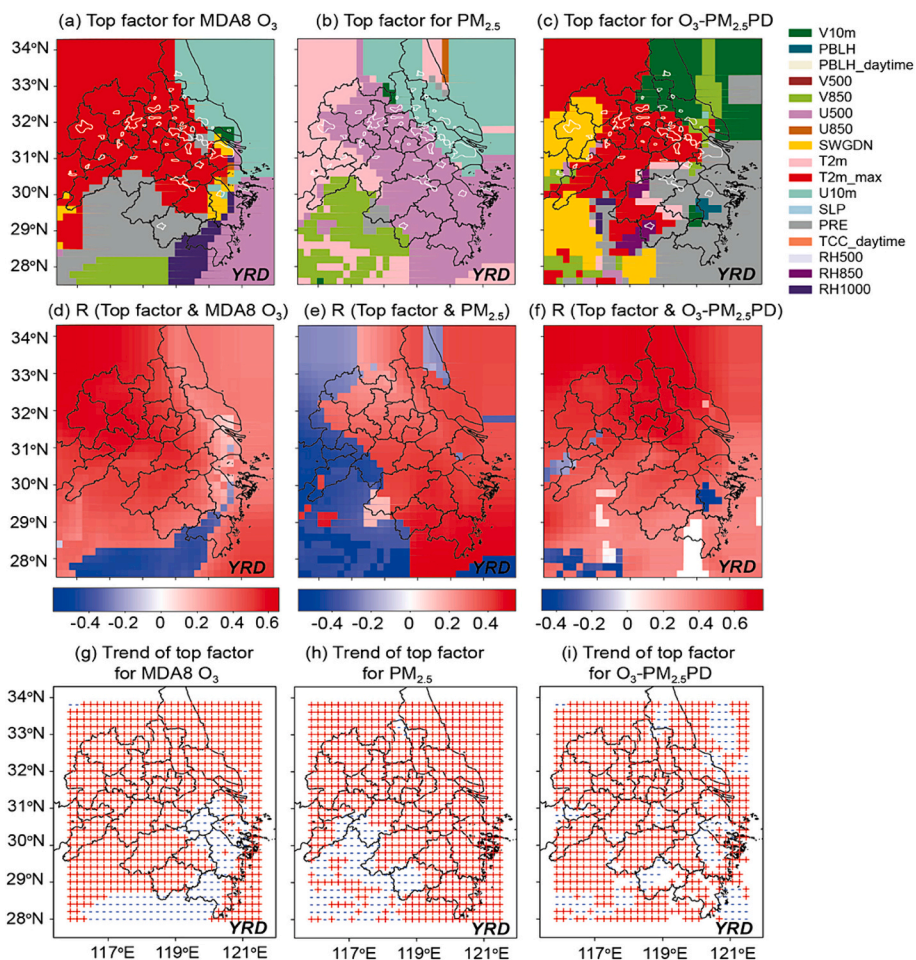 (a) Top factor for MDA8 O₃
(b) Top factor for PM₂.₅
(c) Top factor for O₃-PM₂.₅PD
34°N
33°N
32°N
31°N
30°N
29°N
28°N
YRD
YRD
YRD
V10m
PBLH
PBLH_daytime
V500
V850
U500
U850
SWGDN
T2m
T2m_max
U10m
SLP
PRE
TCC_daytime
RH500
RH850
RH1000
(d) R (Top factor & MDA8 O₃)
(e) R (Top factor & PM₂.₅)
(f) R (Top factor & O₃-PM₂.₅PD)
34°N
33°N
32°N
31°N
30°N
29°N
28°N
YRD
YRD
YRD
-0.4 -0.2 0 0.2 0.4 0.6
-0.4 -0.2 0 0.2 0.4
-0.4 -0.2 0 0.2 0.4 0.6
(g) Trend of top factor
for MDA8 O₃
(h) Trend of top factor
for PM₂.₅
(i) Trend of top factor
for O₃-PM₂.₅PD
34°N
33°N
32°N
31°N
30°N
29°N
28°N
YRD
YRD
YRD
117°E 119°E 121°E
117°E 119°E 121°E
117°E 119°E 121°E